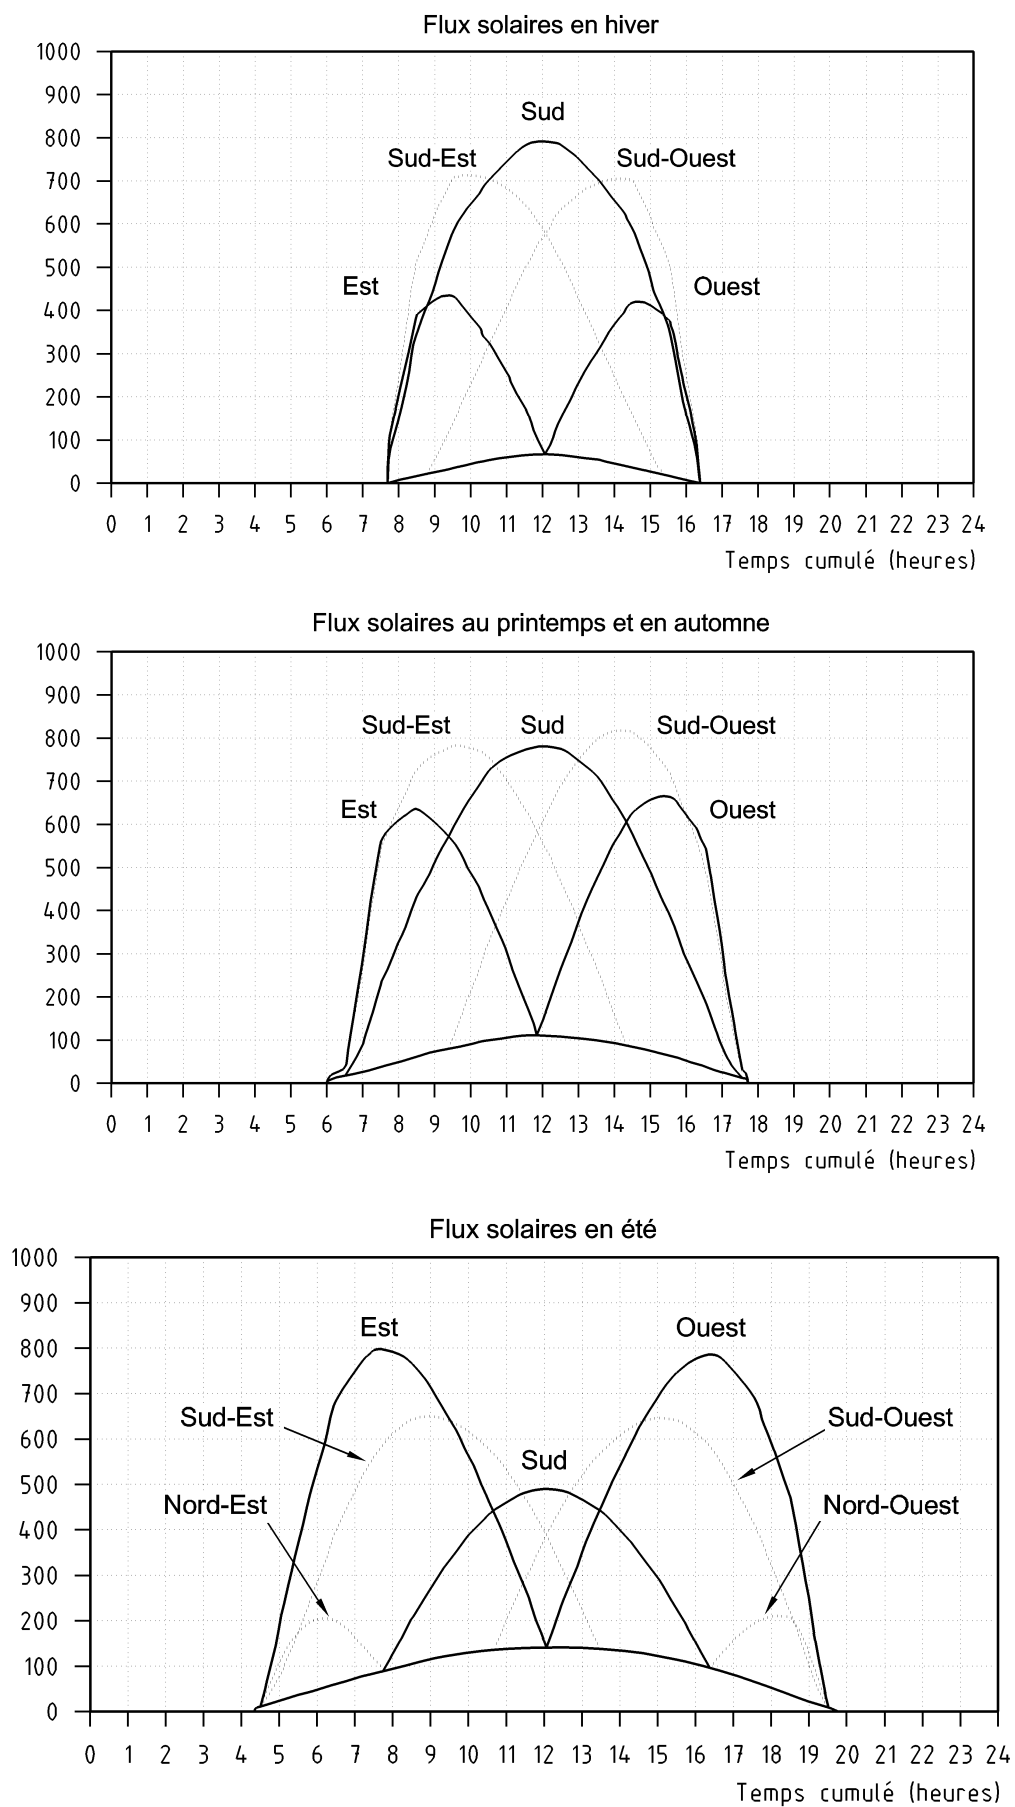 Flux solaires en hiver
1000
900
800
700
600
500
400
300
200
100
0
Sud
Sud-Est
Sud-Ouest
Est
Ouest
0 1 2 3 4 5 6 7 8 9 10 11 12 13 14 15 16 17 18 19 20 21 22 23 24
Temps cumulé (heures)
Flux solaires au printemps et en automne
1000
900
800
700
600
500
400
300
200
100
0
Sud-Est
Sud
Sud-Ouest
Est
Ouest
0 1 2 3 4 5 6 7 8 9 10 11 12 13 14 15 16 17 18 19 20 21 22 23 24
Temps cumulé (heures)
Flux solaires en été
1000
900
800
700
600
500
400
300
200
100
0
Est
Ouest
Sud-Est
Sud-Ouest
Sud
Nord-Est
Nord-Ouest
0 1 2 3 4 5 6 7 8 9 10 11 12 13 14 15 16 17 18 19 20 21 22 23 24
Temps cumulé (heures)